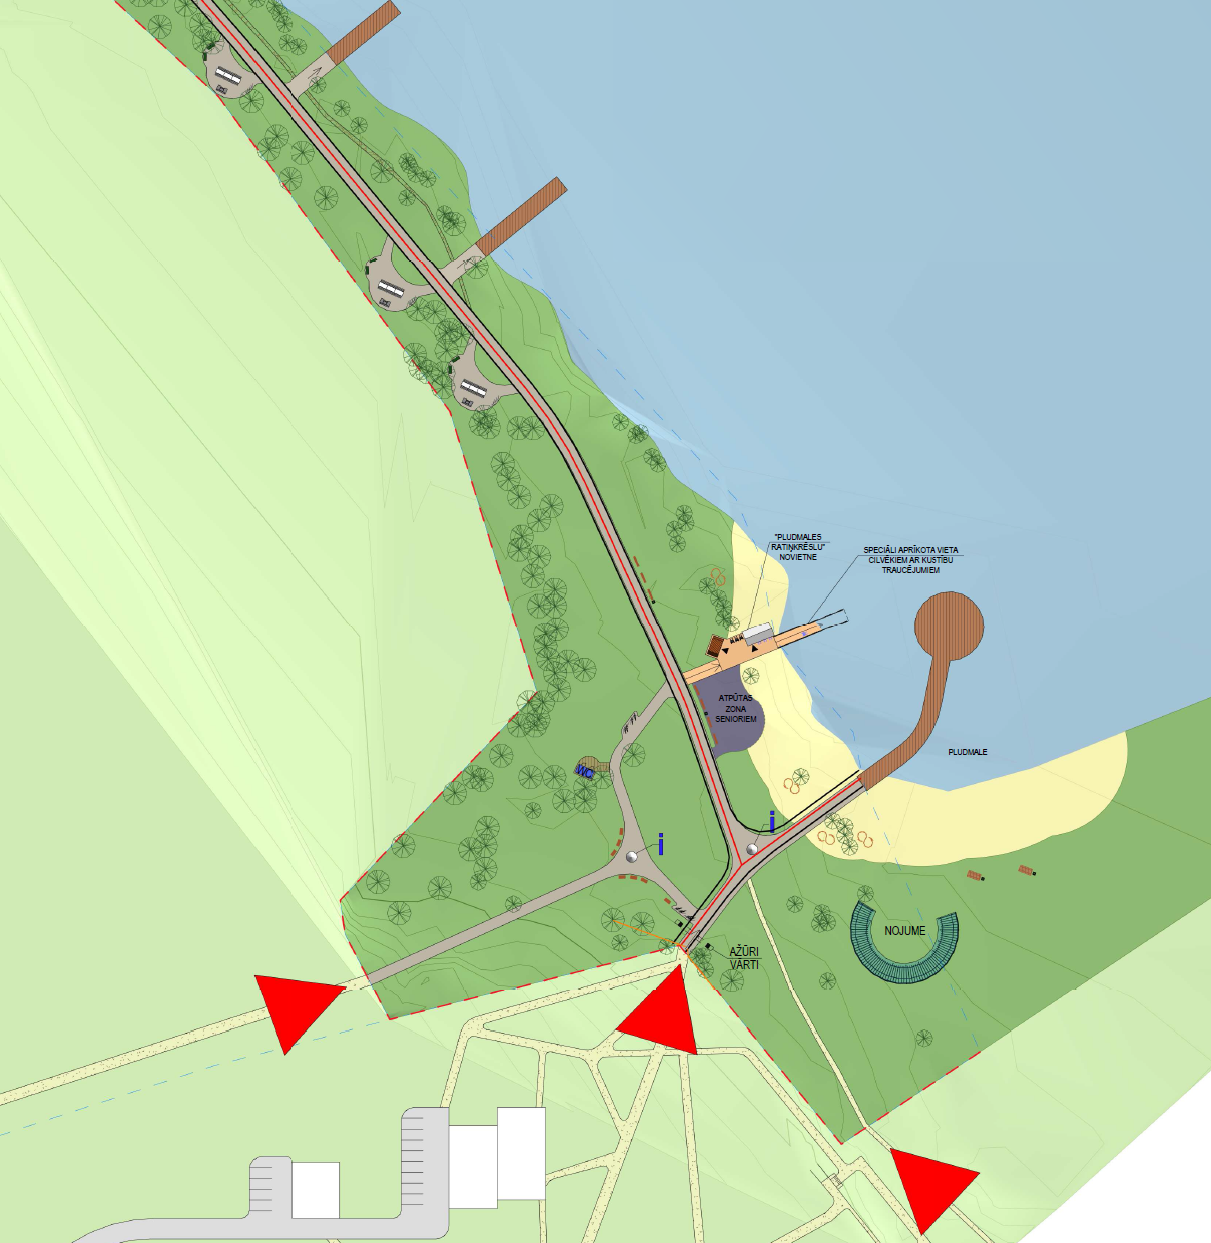 "PLUDMALES
RATIŅKRĒSLU"
NOVIETNE
SPECIĀLI APRĪKOTA VIETA
CILVĒKIEM AR KUSTĪBU
TRAUCĒJUMIEM
ATPŪTAS
ZONA
SENIORIEM
PLUDMALE
WC
i
i
NOJUME
AŽŪRI
VĀRTI